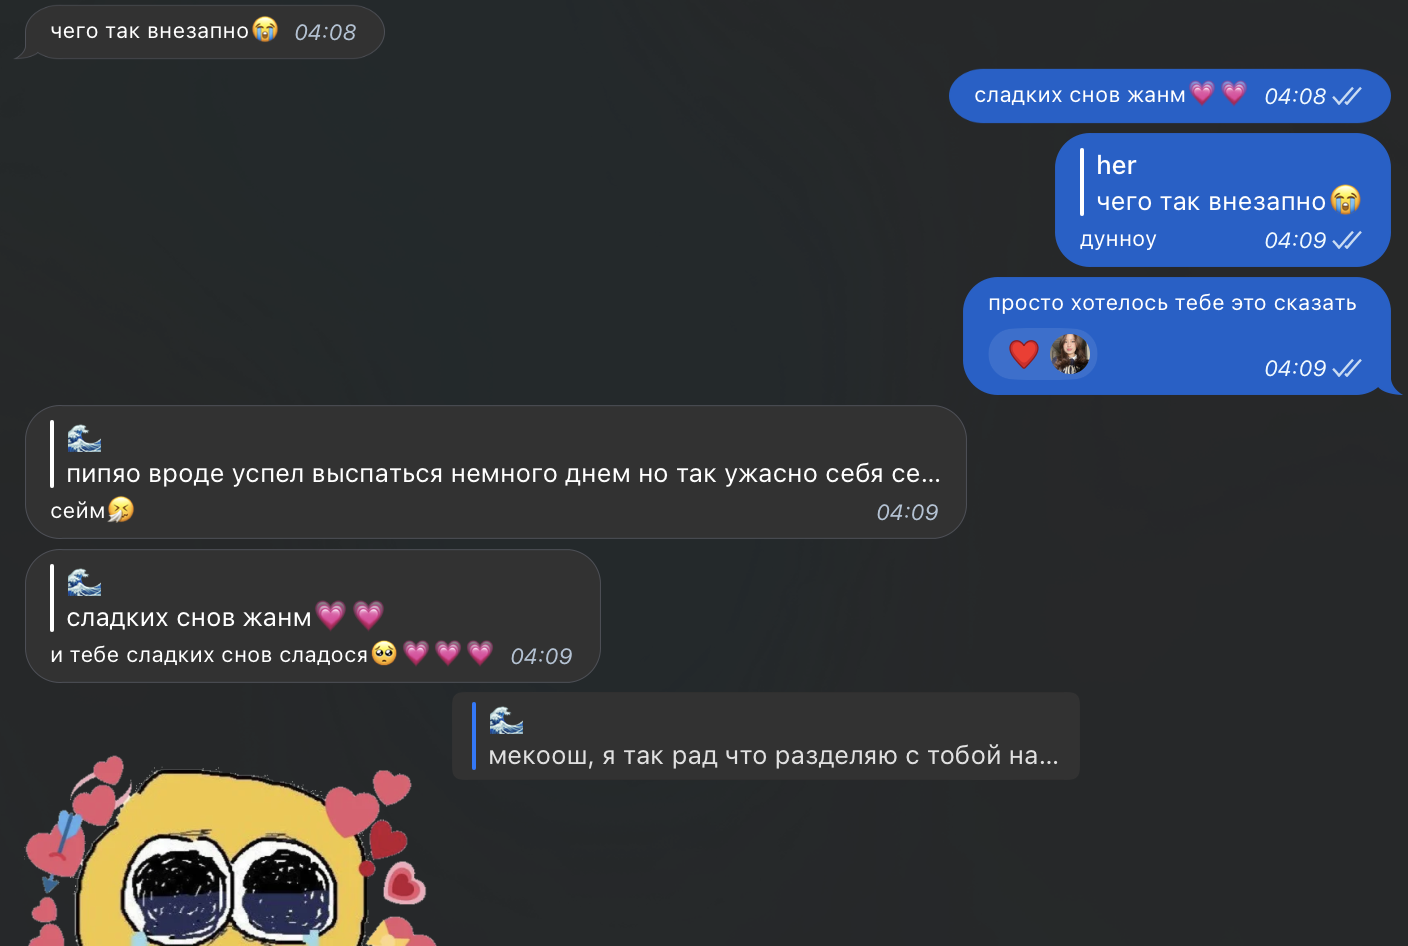 чего так внезапно😭 04:08
сладких снов жанм💗💗 04:08
her
чего так внезапно😭
дунноу 04:09
просто хотелось тебе это сказать
❤️ 04:09
🌊
пипяо вроде успел выспаться немного днем но так ужасно себя се...
сейм🤧 04:09
🌊
сладких снов жанм💗💗
и тебе сладких снов сладося🥺💗💗💗 04:09
🌊
мекоош, я так рад что разделяю с тобой на...